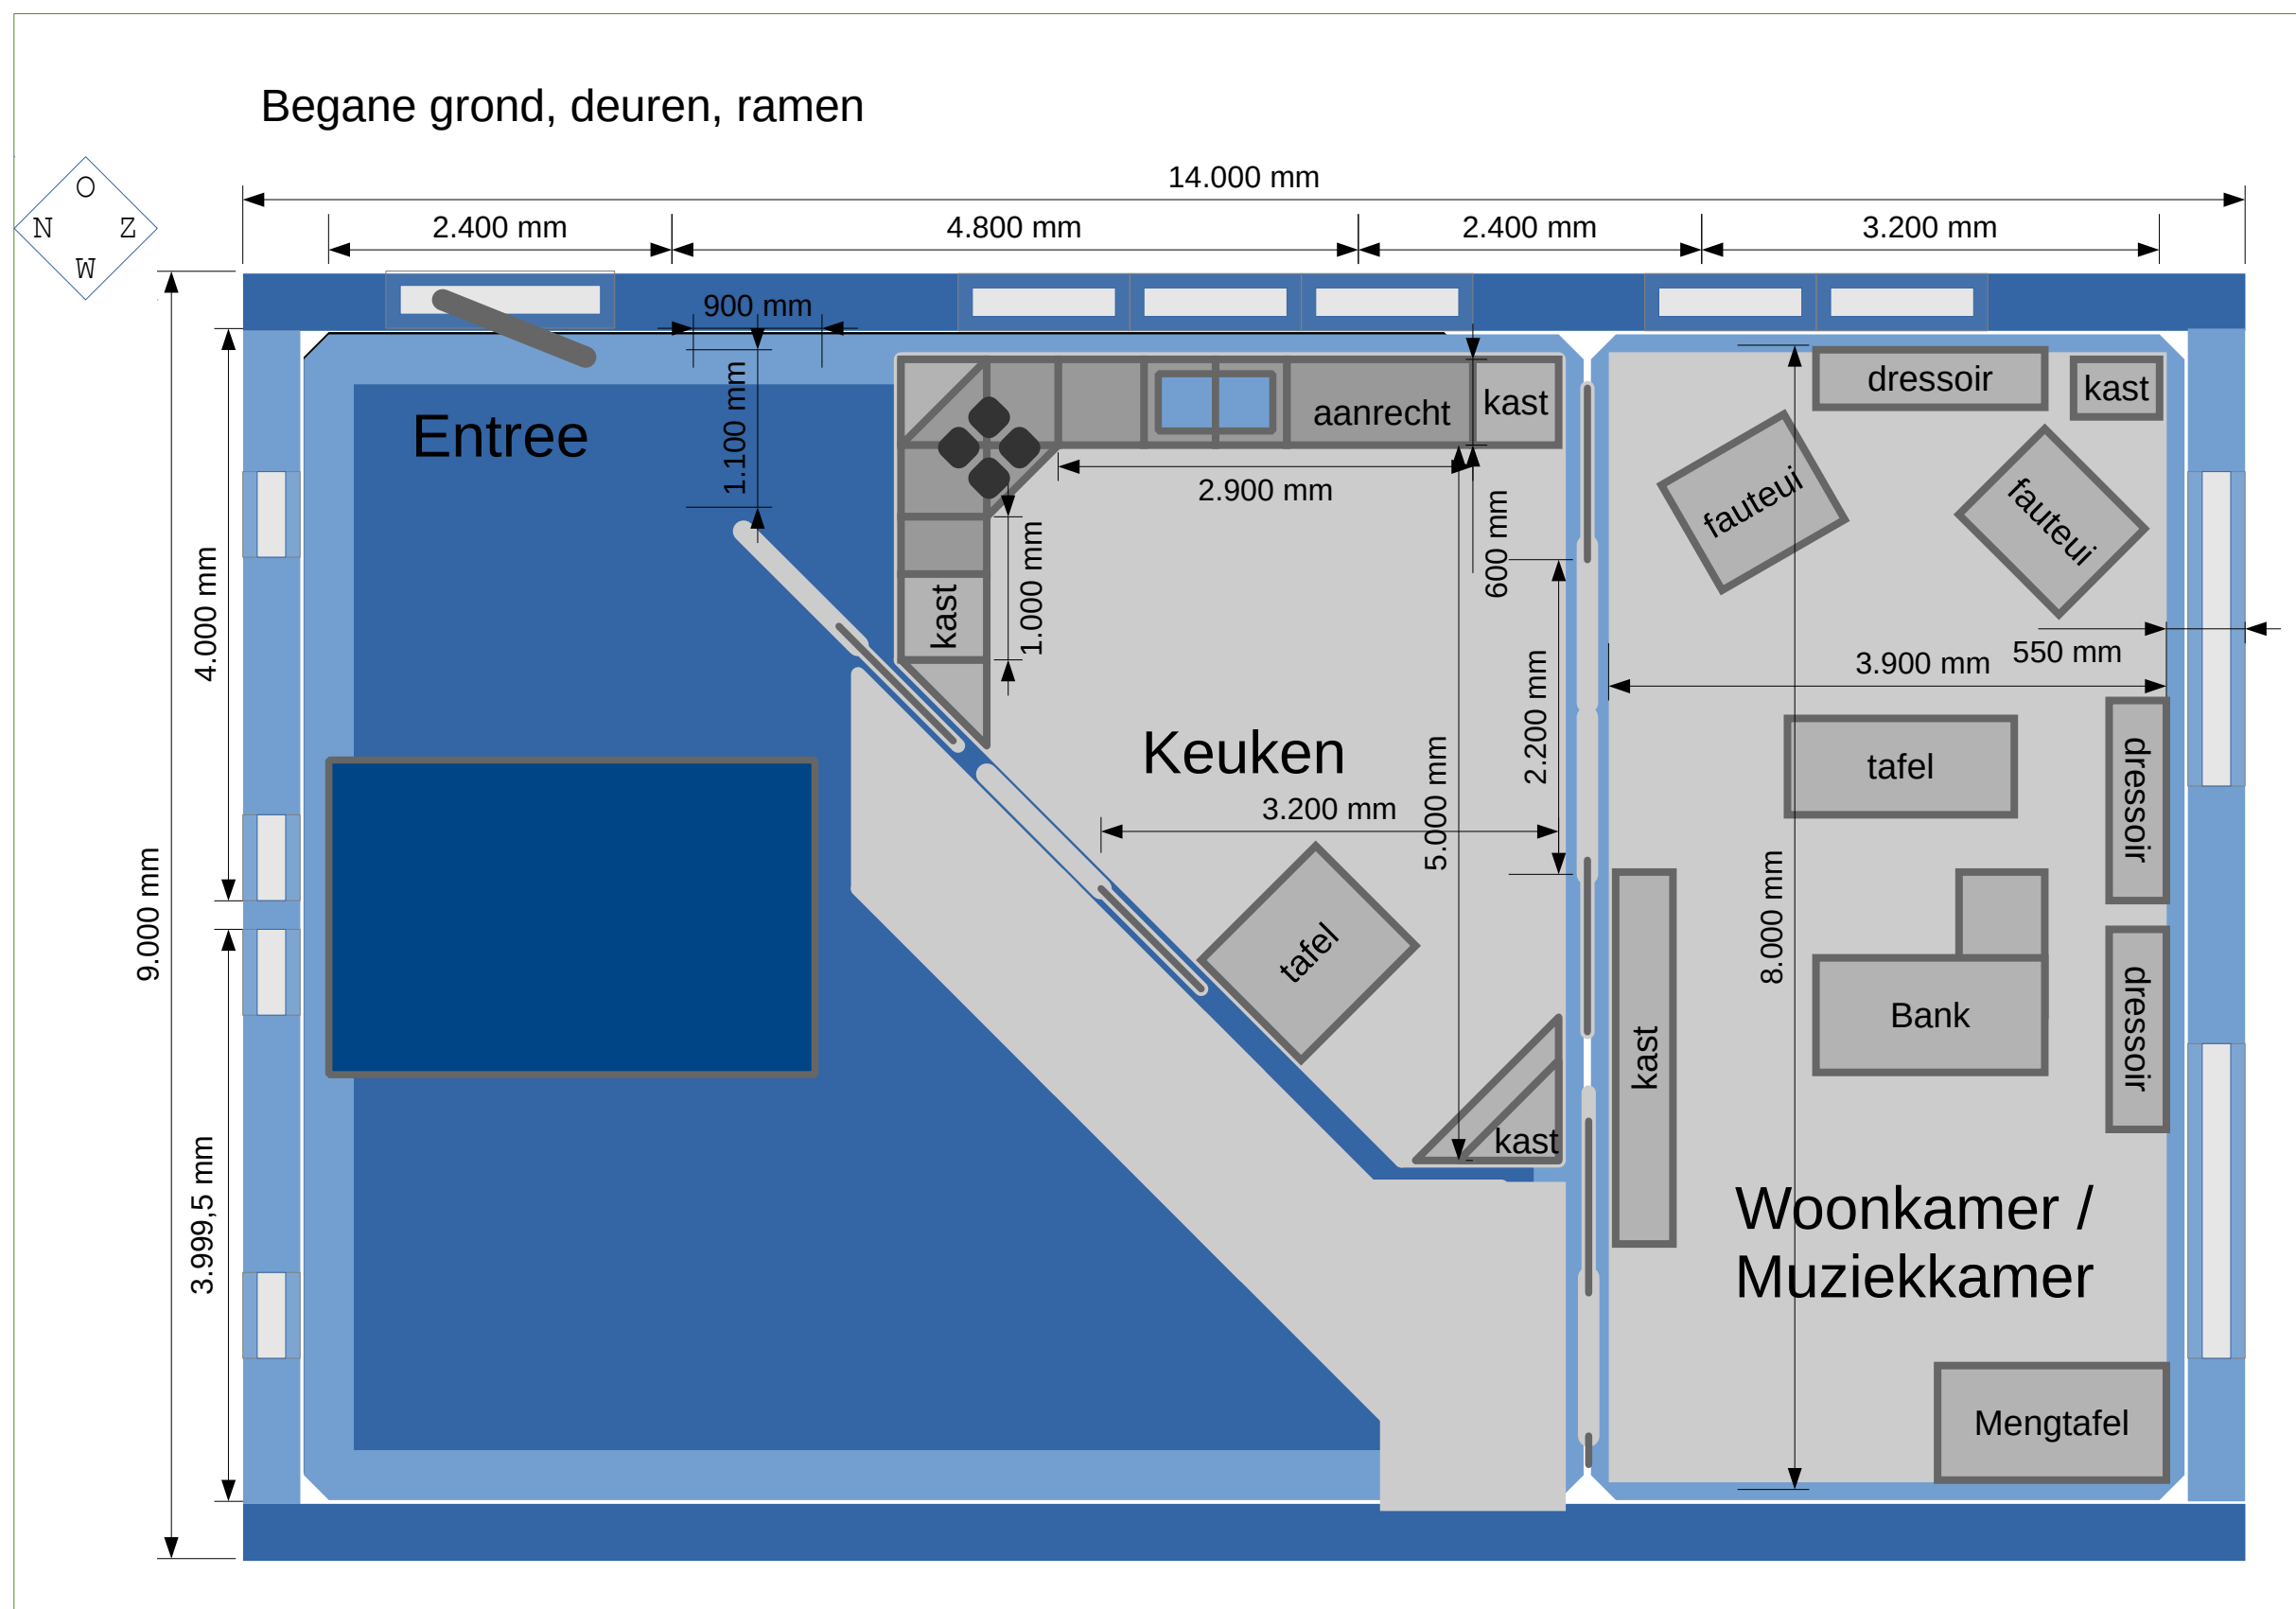 Begane grond, deuren, ramen
14.000 mm
O
N Z
W
2.400 mm 4.800 mm 2.400 mm 3.200 mm
900 mm
1.100 mm
Entree
aanrecht
kast
dressoir
kast
fauteui
fauteui
2.900 mm
600 mm
1.000 mm
kast
4.000 mm
550 mm
3.900 mm
2.200 mm
Keuken
tafel
dressoir
3.200 mm
5.000 mm
9.000 mm
8.000 mm
tafel
Bank
dressoir
kast
kast
3.999,5 mm
Woonkamer /
Muziekkamer
Mengtafel